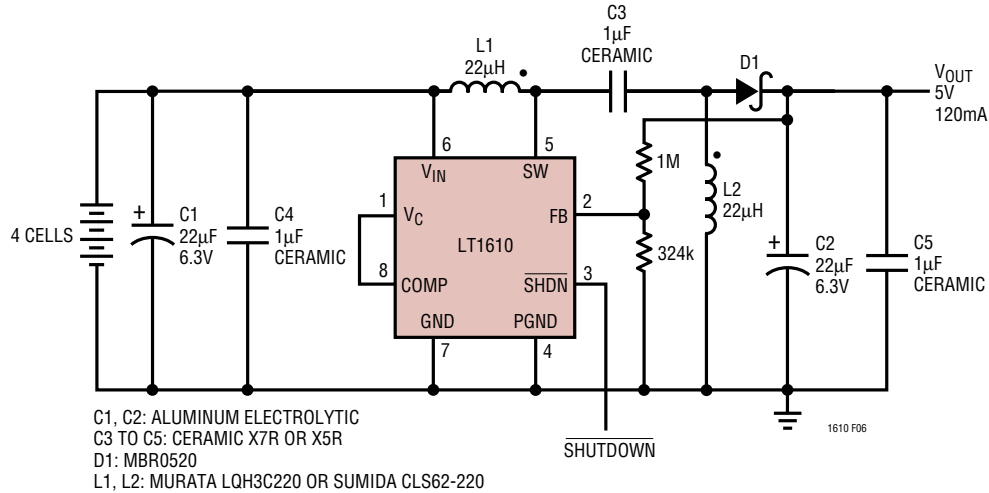 C3
1µF
CERAMIC
L1
22µH
D1
VOUT
5V
120mA
6
5
VIN
SW
1M
1
VC
2
FB
L2
22µH
4 CELLS
+
C1
22µF
6.3V
C4
1µF
CERAMIC
LT1610
324k
+
C2
22µF
6.3V
C5
1µF
CERAMIC
8
COMP
3
SHDN
GND
PGND
7
4
C1, C2: ALUMINUM ELECTROLYTIC
C3 TO C5: CERAMIC X7R OR X5R
D1: MBR0520
L1, L2: MURATA LQH3C220 OR SUMIDA CLS62-220
SHUTDOWN
1610 F06